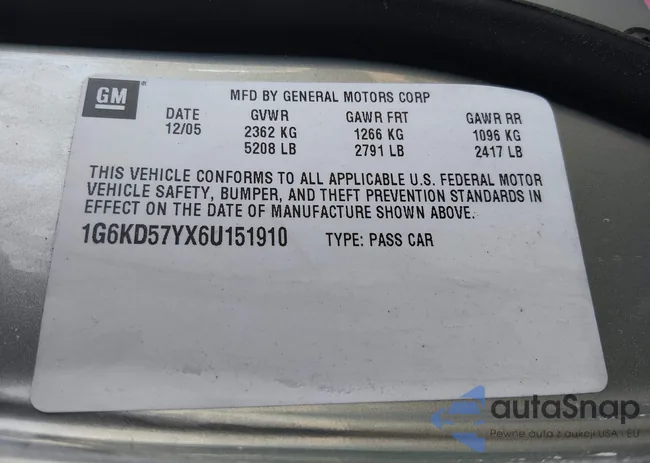 GM
MFD BY GENERAL MOTORS CORP
DATE GVWR GAWR FRT GAWR RR
12/05 2362 KG 1266 KG 1096 KG
5208 LB 2791 LB 2417 LB
THIS VEHICLE CONFORMS TO ALL APPLICABLE U.S. FEDERAL MOTOR
VEHICLE SAFETY, BUMPER, AND THEFT PREVENTION STANDARDS IN
EFFECT ON THE DATE OF MANUFACTURE SHOWN ABOVE.
1G6KD57YX6U151910 TYPE: PASS CAR
autaSnap
Pewne auta z aukcji USA i EU